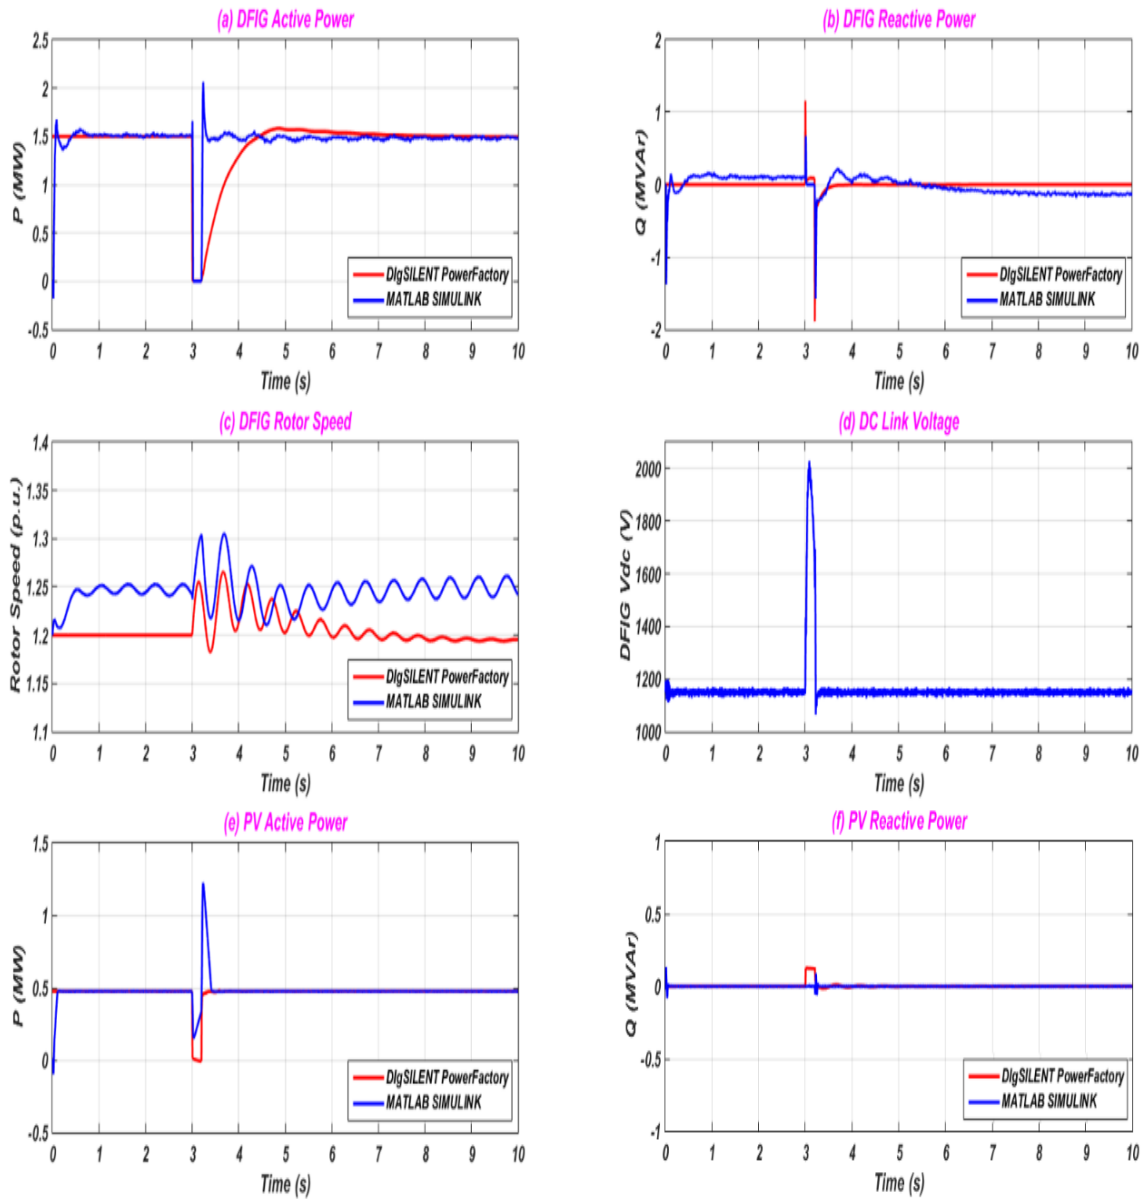 (a) DFIG Active Power
2.5
2
1.5
1
0.5
0
-0.5
P (MW)
DIgSILENT PowerFactory
MATLAB SIMULINK
0 1 2 3 4 5 6 7 8 9 10
Time (s)
(b) DFIG Reactive Power
2
1
0
-1
-2
Q (MVAr)
DIgSILENT PowerFactory
MATLAB SIMULINK
0 1 2 3 4 5 6 7 8 9 10
Time (s)
(c) DFIG Rotor Speed
1.4
1.35
1.3
1.25
1.2
1.15
1.1
Rotor Speed (p.u.)
DIgSILENT PowerFactory
MATLAB SIMULINK
0 1 2 3 4 5 6 7 8 9 10
Time (s)
(d) DC Link Voltage
2000
1800
1600
1400
1200
1000
DFIG Vdc (V)
0 1 2 3 4 5 6 7 8 9 10
Time (s)
(e) PV Active Power
1.5
1
0.5
0
-0.5
P (MW)
DIgSILENT PowerFactory
MATLAB SIMULINK
0 1 2 3 4 5 6 7 8 9 10
Time (s)
(f) PV Reactive Power
1
0.5
0
-0.5
-1
Q (MVAr)
DIgSILENT PowerFactory
MATLAB SIMULINK
0 1 2 3 4 5 6 7 8 9 10
Time (s)